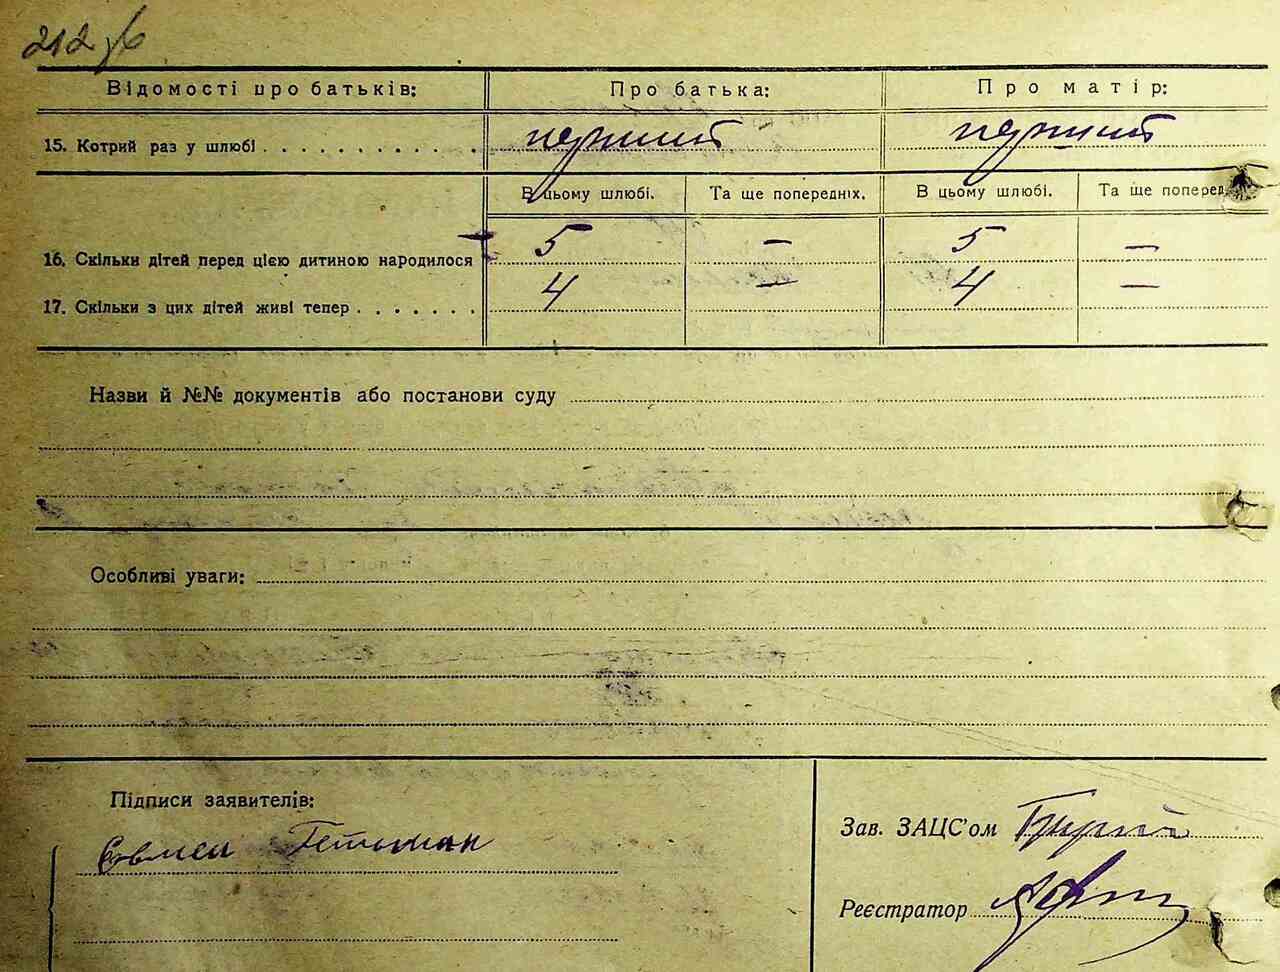 212 зв
Відомості про батьків: Про батька: Про матір:
15. Котрий раз у шлюбі перший перший
В цьому шлюбі. Та ще попередніх. В цьому шлюбі. Та ще поперед
16. Скільки дітей перед цією дитиною народилося 5 — 5 —
17. Скільки з цих дітей живі тепер 4 — 4 —
Назви й №№ документів або постанови суду
Особливі уваги:
Підписи заявителів:
Гетьман
Зав. ЗАЦС'ом
Реєстратор